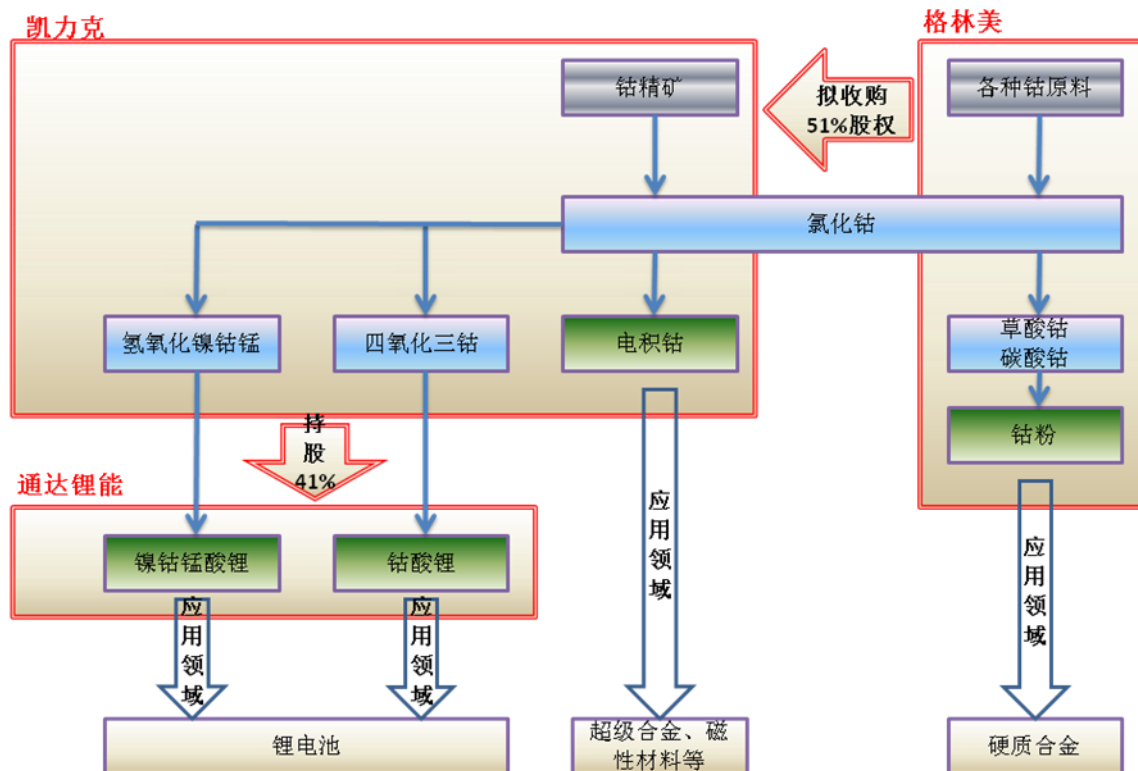 凯力克
格林美
钴精矿
拟收购
51%股权
各种钴原料
氯化钴
氢氧化镍钴锰
四氧化三钴
电积钴
草酸钴
碳酸钴
钴粉
持
股
41%
通达锂能
镍钴锰酸锂
钴酸锂
应
用
领
域
应
用
领
域
应
用
领
域
应
用
领
域
锂电池
超级合金、磁
性材料等
硬质合金